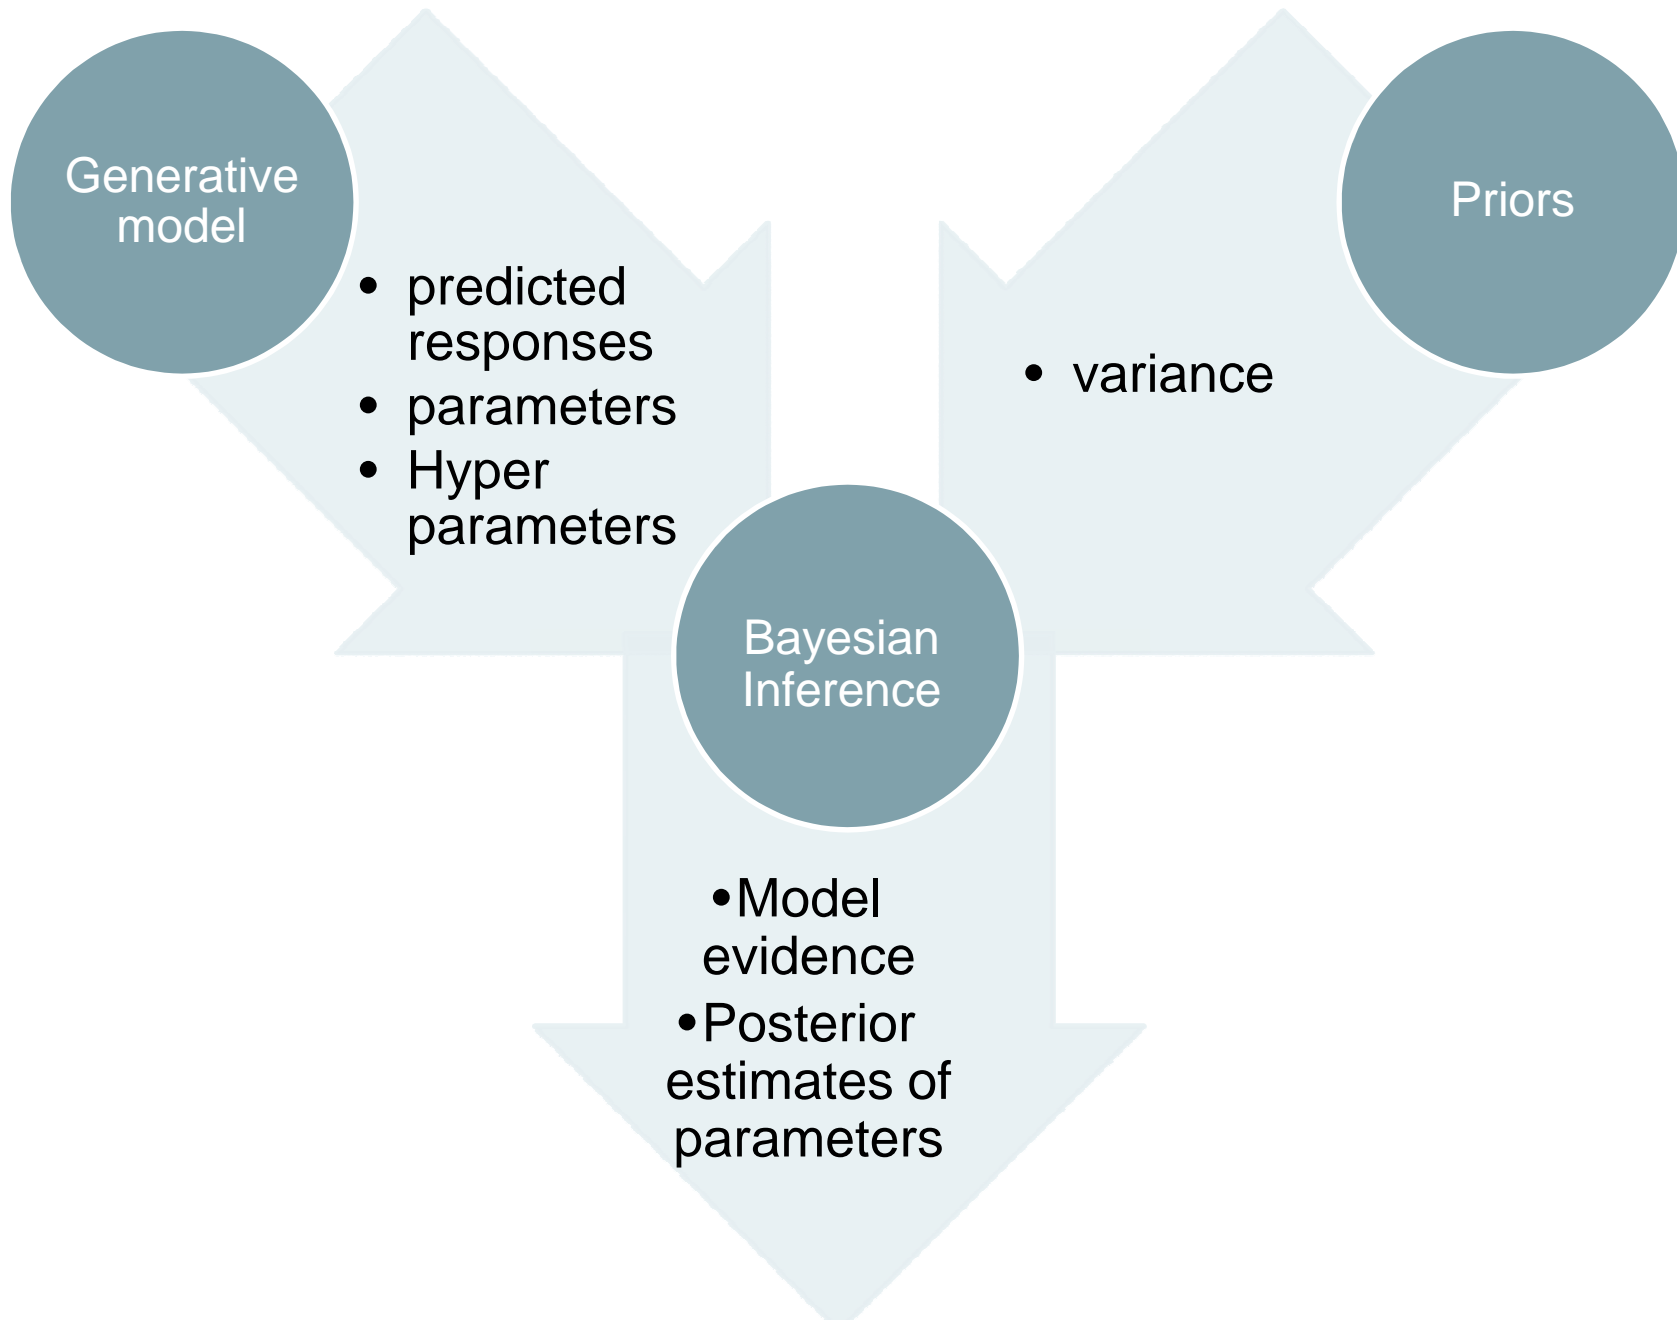 Generative
model
• predicted
responses
• parameters
• Hyper
parameters
Priors
• variance
Bayesian
Inference
•Model
evidence
•Posterior
estimates of
parameters